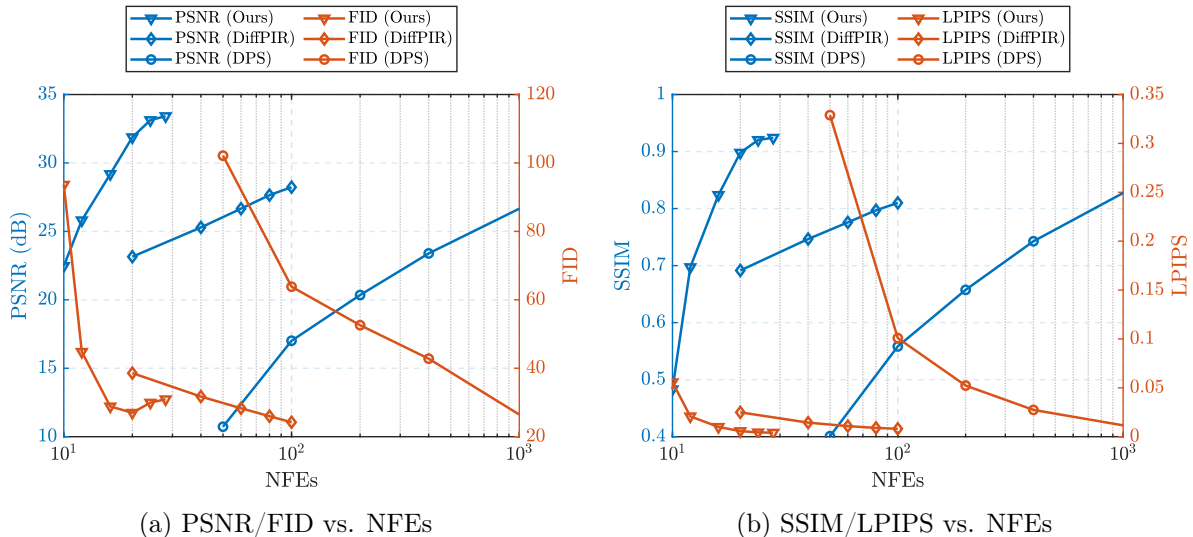 PSNR (Ours) FID (Ours)
PSNR (DiffPIR) FID (DiffPIR)
PSNR (DPS) FID (DPS)
35 120
30 100
25 80
20 60
15 40
10 20
PSNR (dB)
FID
10^1 10^2 10^3
NFEs
(a) PSNR/FID vs. NFEs
SSIM (Ours) LPIPS (Ours)
SSIM (DiffPIR) LPIPS (DiffPIR)
SSIM (DPS) LPIPS (DPS)
1 0.35
0.9 0.3
0.8 0.25
0.7 0.2
0.6 0.15
0.5 0.1
0.4 0.05
0
SSIM
LPIPS
10^1 10^2 10^3
NFEs
(b) SSIM/LPIPS vs. NFEs